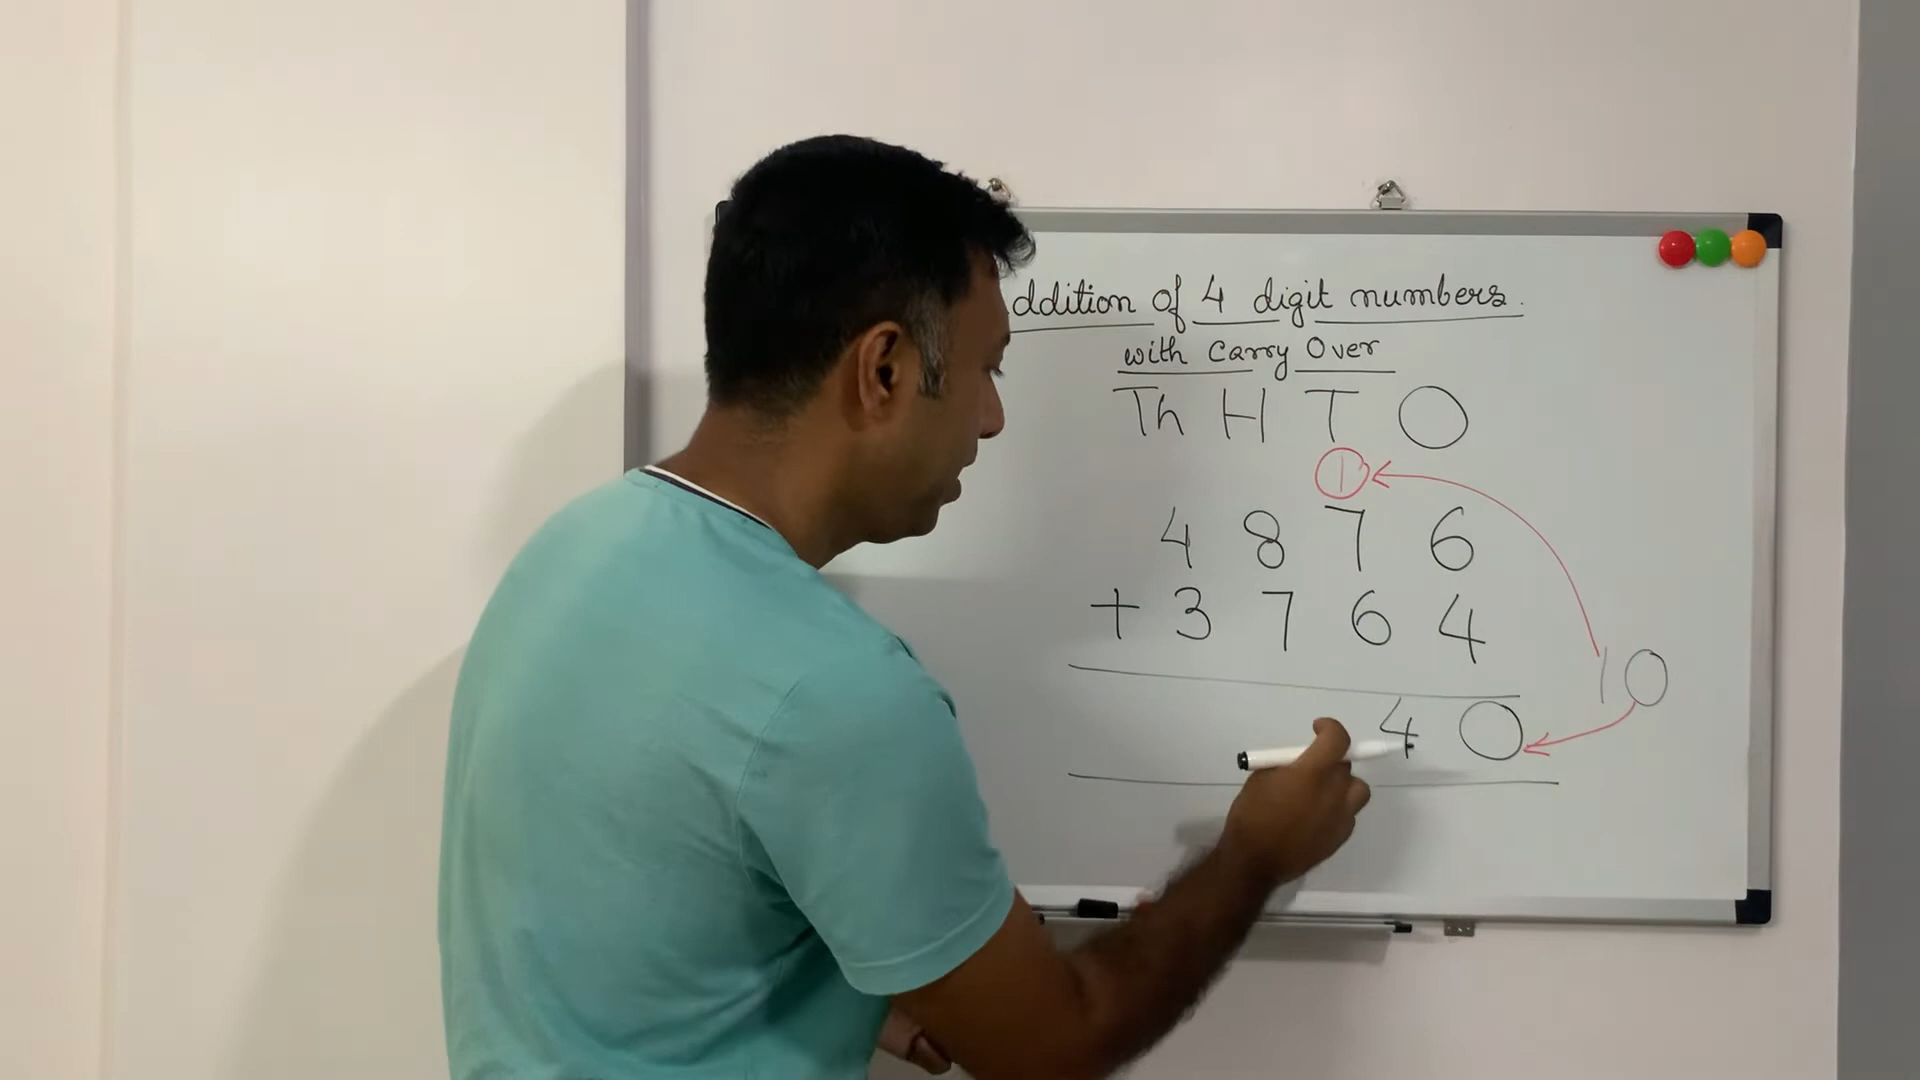 ddition of 4 digit numbers.
with Carry Over
Th H T O
1
4 8 7 6
+ 3 7 6 4
10
4 0